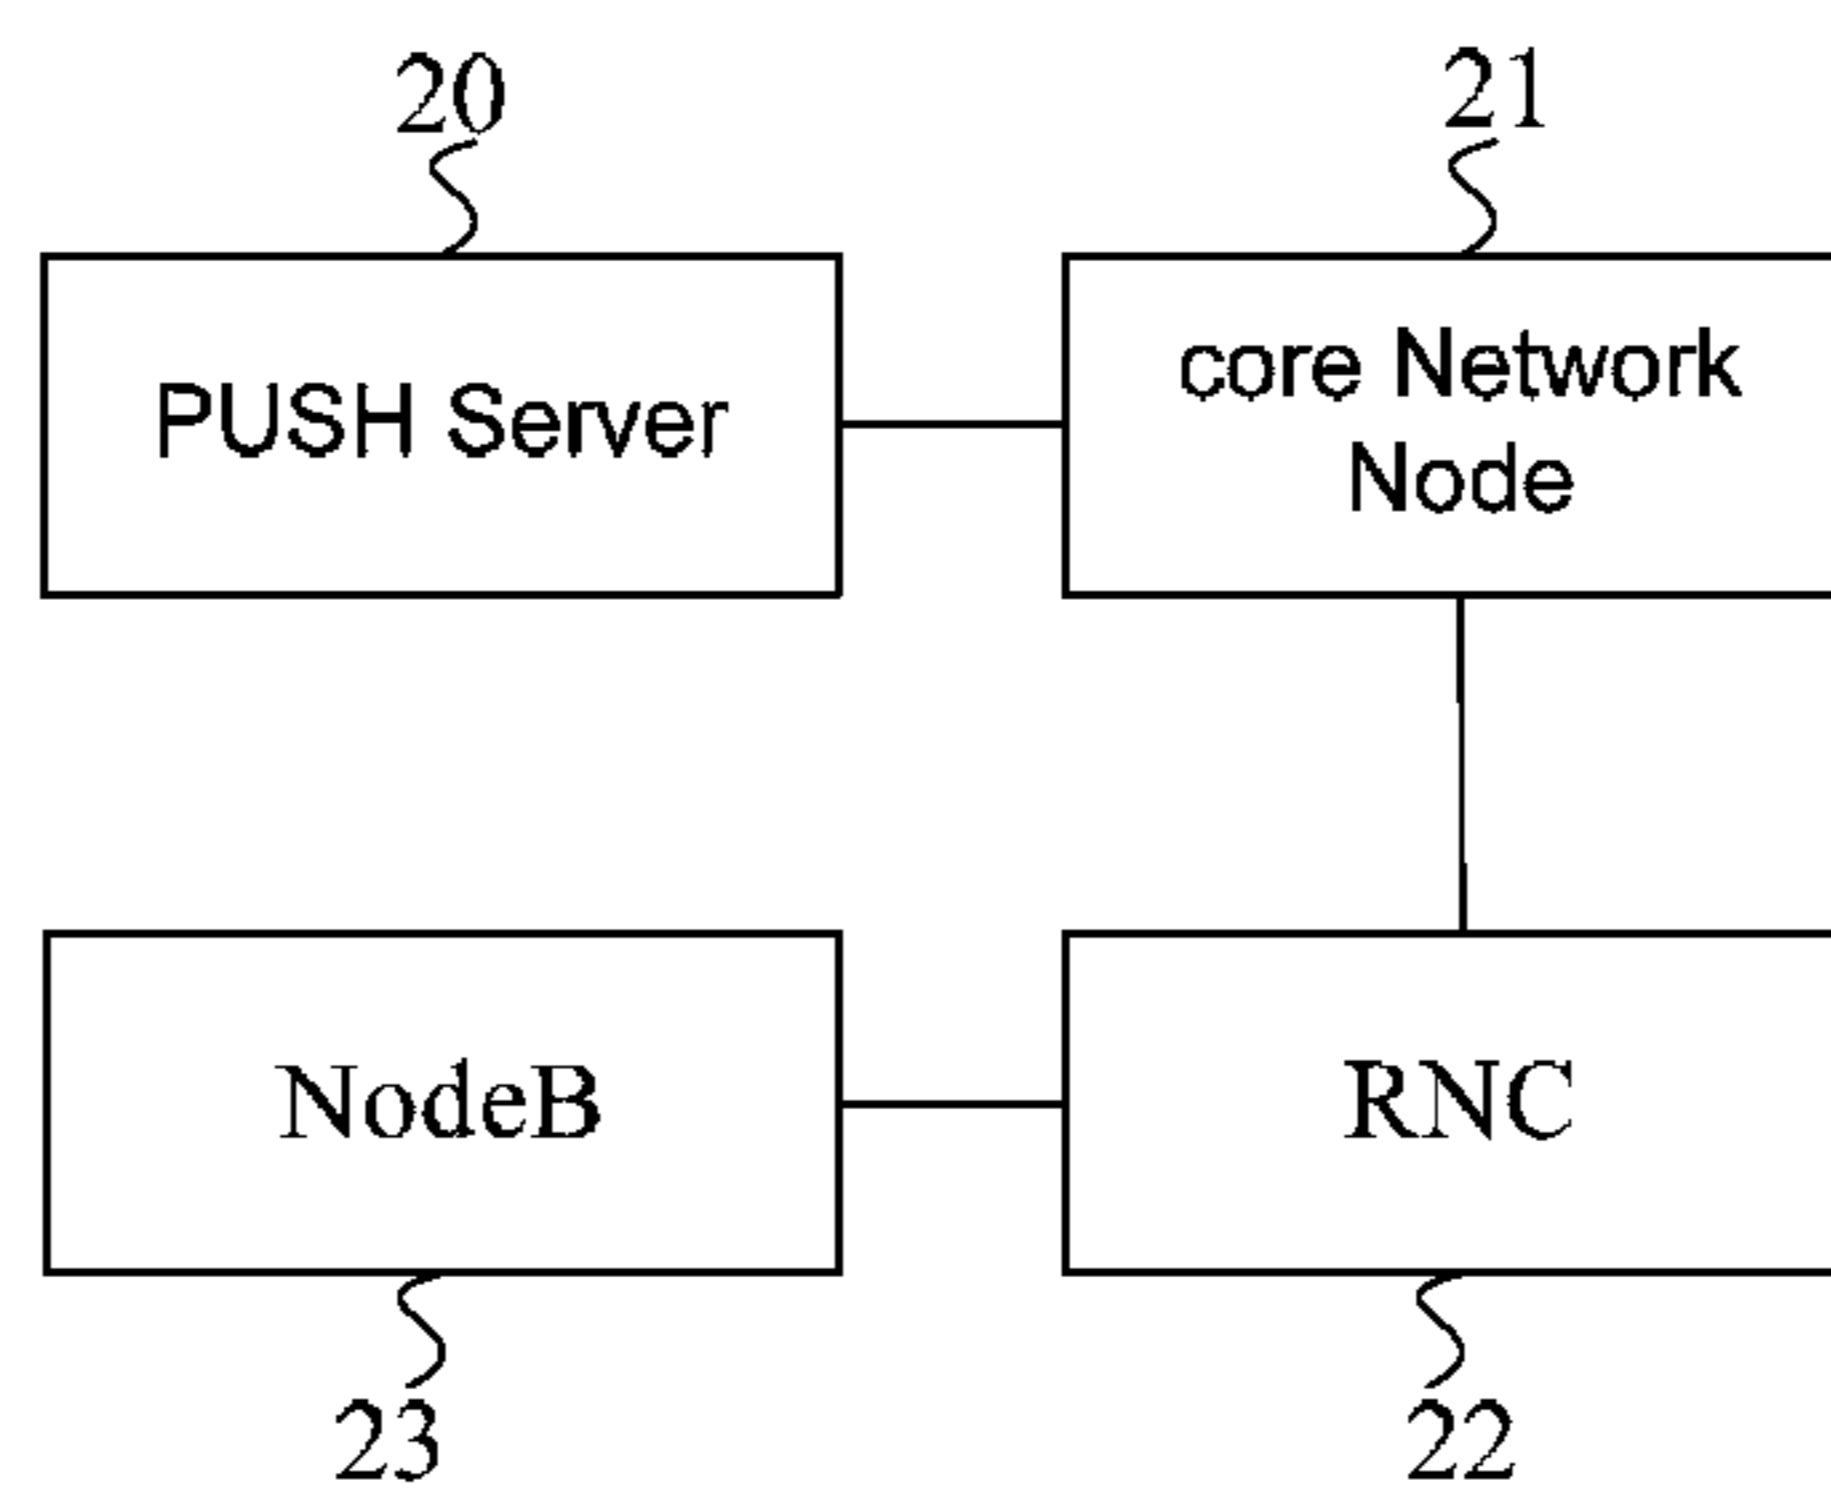 20
21
PUSH Server
core Network
Node
NodeB
RNC
23
22